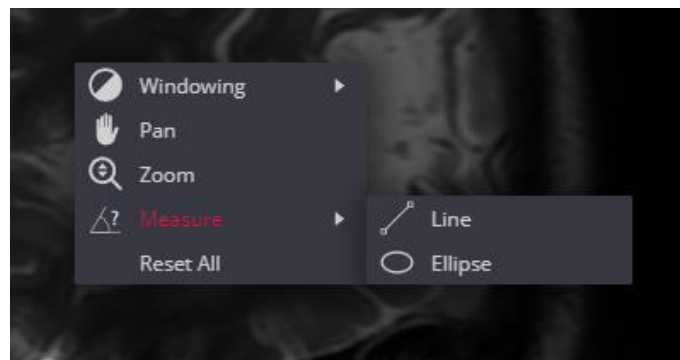 Windowing
Pan
Zoom
Measure
Line
Reset All
Ellipse